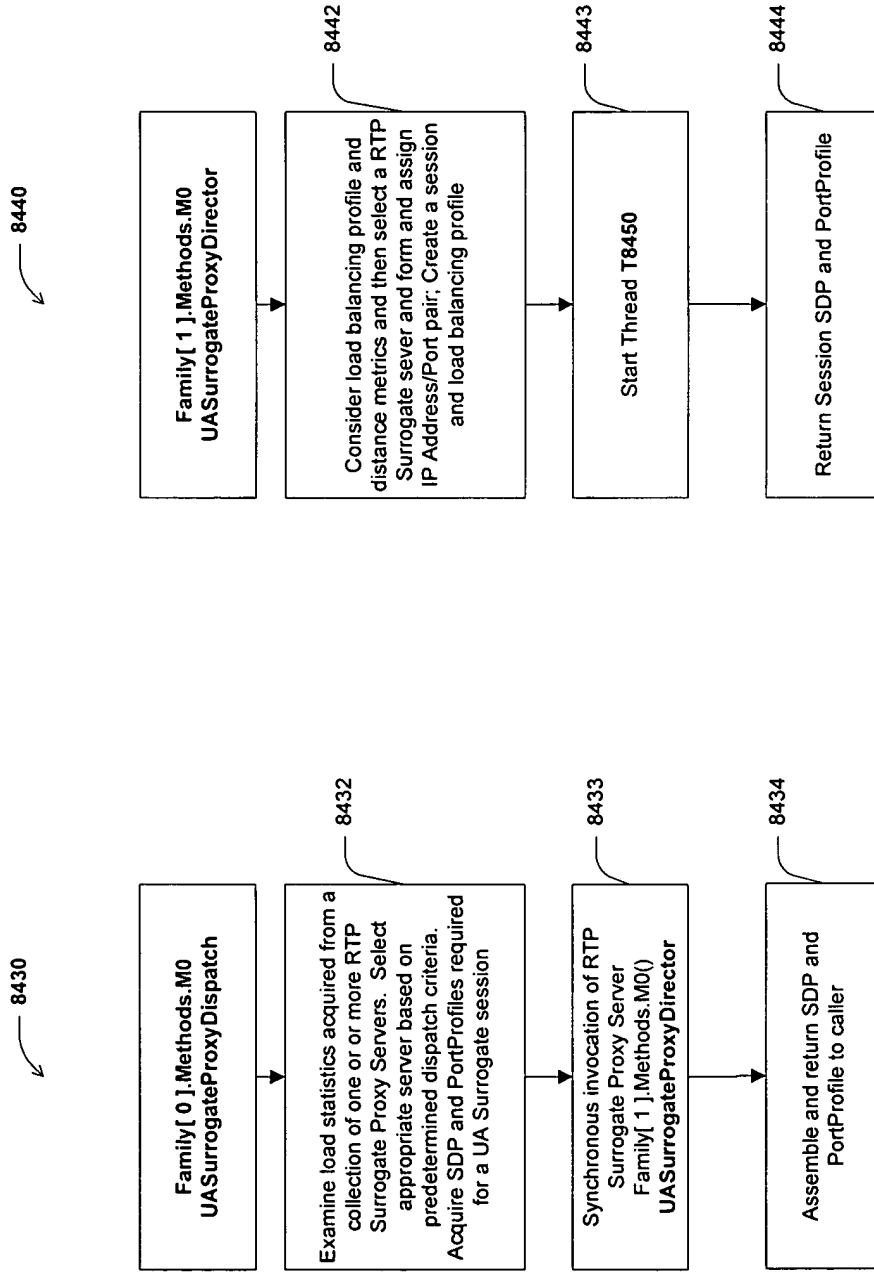 8430
Family[ 0 ].Methods.M0
UASurrogateProxyDispatch
Examine load statistics acquired from a
collection of one or or more RTP
Surrogate Proxy Servers. Select
appropriate server based on
predetermined dispatch criteria.
Acquire SDP and PortProfiles required
for a UA Surrogate session
8432
Synchronous invocation of RTP
Surrogate Proxy Server
Family[ 1 ].Methods.M0()
UASurrogateProxyDirector
8433
Assemble and return SDP and
PortProfile to caller
8434
8440
Family[ 1 ].Methods.M0
UASurrogateProxyDirector
Consider load balancing profile and
distance metrics and then select a RTP
Surrogate sever and form and assign
IP Address/Port pair; Create a session
and load balancing profile
8442
Start Thread T8450
8443
Return Session SDP and PortProfile
8444